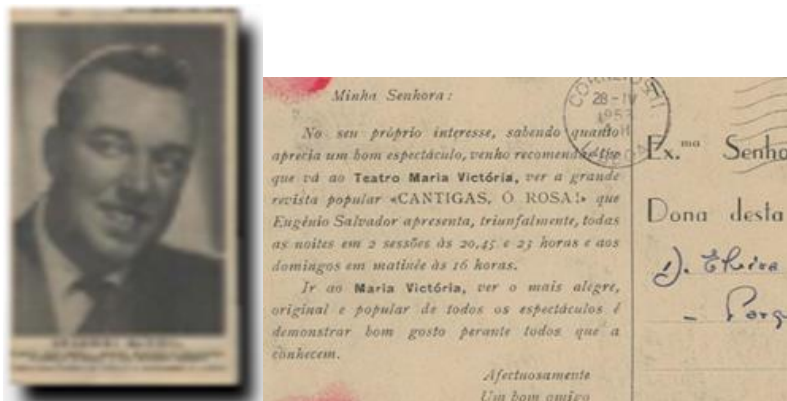 Minha Senhora:
No seu próprio interesse, sabendo quanto
aprecia um bom espectáculo, venho
que vá ao Teatro Maria Victória, ver a grande
revista popular «CANTIGAS, Ó ROSA!» que
Eugénio Salvador apresenta, triunfalmente, todas
as noites em 2 sessões às 20,45 e 23 horas e aos
domingos em matinée às 16 horas.
Ir ao Maria Victória, ver o mais alegre,
original e popular de todos os espectáculos é
demonstrar bom gosto perante todos que a
conhecem.
Afectuosamente
Um bom amigo
28-IV
Ex.ma Senho
Dona desta
D. Elvira